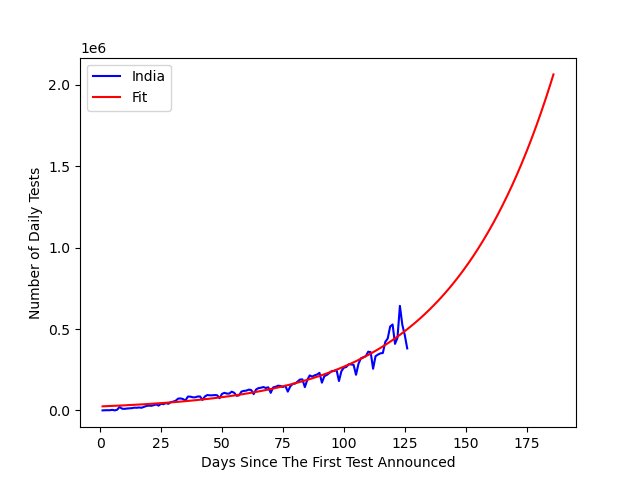 1e6
India
Fit
2.0
1.5
1.0
0.5
0.0
Number of Daily Tests
0 25 50 75 100 125 150 175
Days Since The First Test Announced